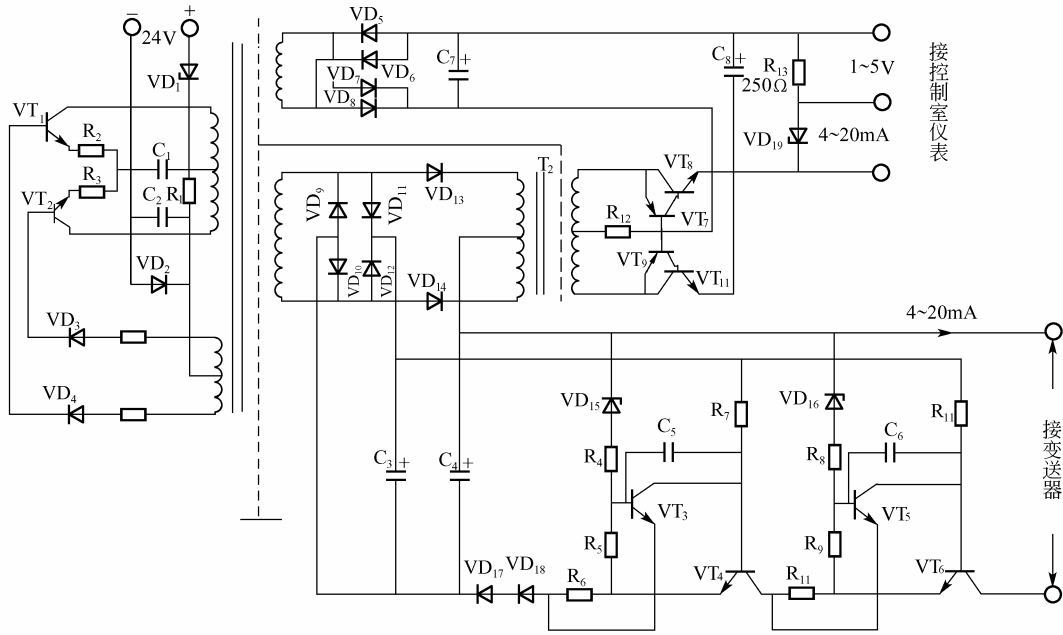 − +
24V
VD₁
VT₁
R₂
R₃
C₁
C₂
R₁
VT₂
VD₂
VD₃
VD₄
VD₅
VD₆
VD₇
VD₈
C₇ +
C₈ +
R₁₃
250Ω
1~5V
VD₁₉
4~20mA
接控制室仪表
VD₉
VD₁₁
VD₁₃
VD₁₀
VD₁₂
VD₁₄
T₂
R₁₂
VT₈
VT₇
VT₉
VT₁₁
4~20mA
VD₁₅
R₇
VD₁₆
R₁₁
C₃ +
C₄ +
R₄
C₅
VT₃
R₅
R₈
C₆
VT₅
R₉
VD₁₇
VD₁₈
R₆
VT₄
R₁₁
VT₆
接变送器